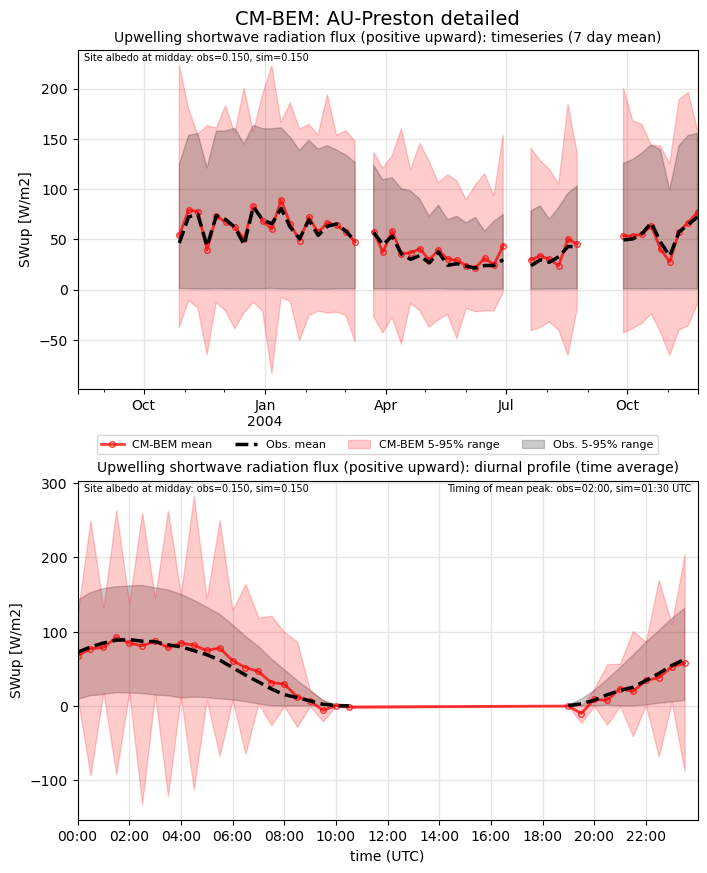 CM-BEM: AU-Preston detailed
Upwelling shortwave radiation flux (positive upward): timeseries (7 day mean)
Site albedo at midday: obs=0.150, sim=0.150
200
150
100
50
0
−50
SWup [W/m2]
Oct
Jan
2004
Apr
Jul
Oct
CM-BEM mean
Obs. mean
CM-BEM 5-95% range
Obs. 5-95% range
Upwelling shortwave radiation flux (positive upward): diurnal profile (time average)
Site albedo at midday: obs=0.150, sim=0.150
Timing of mean peak: obs=02:00, sim=01:30 UTC
300
200
100
0
−100
SWup [W/m2]
00:00
02:00
04:00
06:00
08:00
10:00
12:00
14:00
16:00
18:00
20:00
22:00
time (UTC)